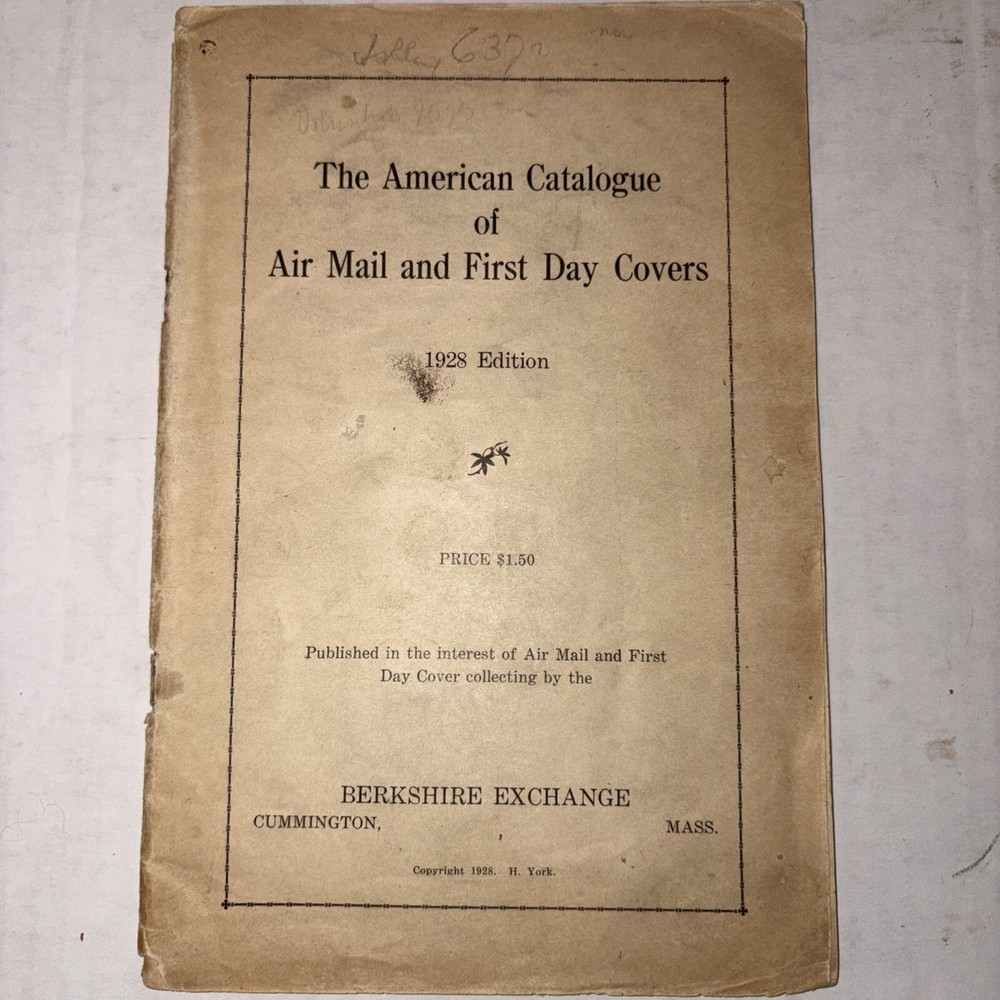 637
The American Catalogue
of
Air Mail and First Day Covers
1928 Edition
PRICE $1.50
Published in the interest of Air Mail and First
Day Cover collecting by the
BERKSHIRE EXCHANGE
CUMMINGTON, MASS.
Copyright 1928. H. York.